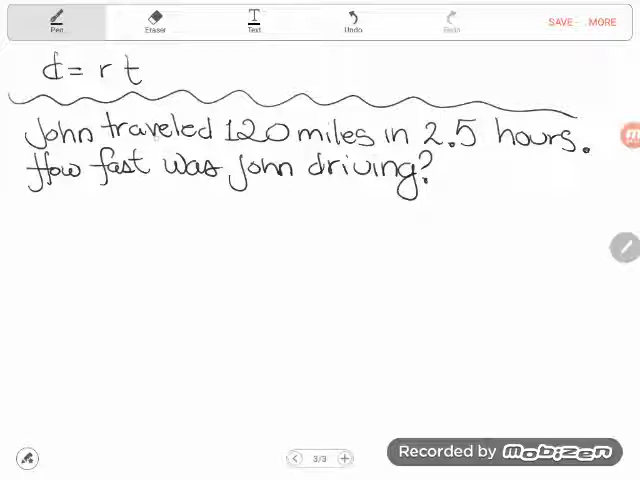 Pen
Eraser
Text
Undo
Redo
SAVE
MORE
d = r t
John traveled 120 miles in 2.5 hours.
How fast was John driving?
3/3
Recorded by mobizen